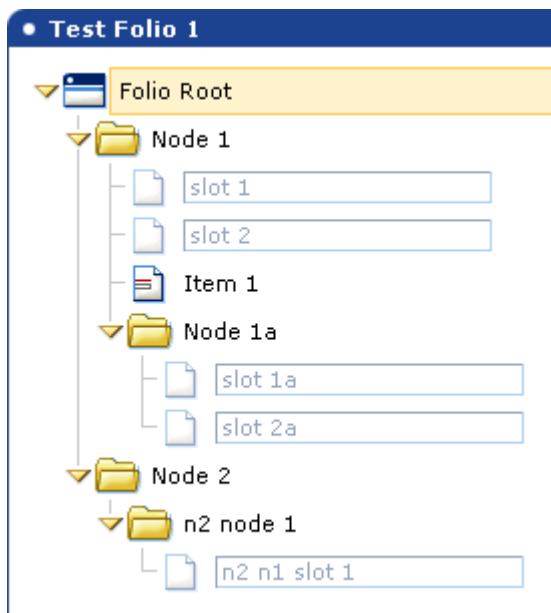 Test Folio 1
Folio Root
Node 1
slot 1
slot 2
Item 1
Node 1a
slot 1a
slot 2a
Node 2
n2 node 1
n2 n1 slot 1